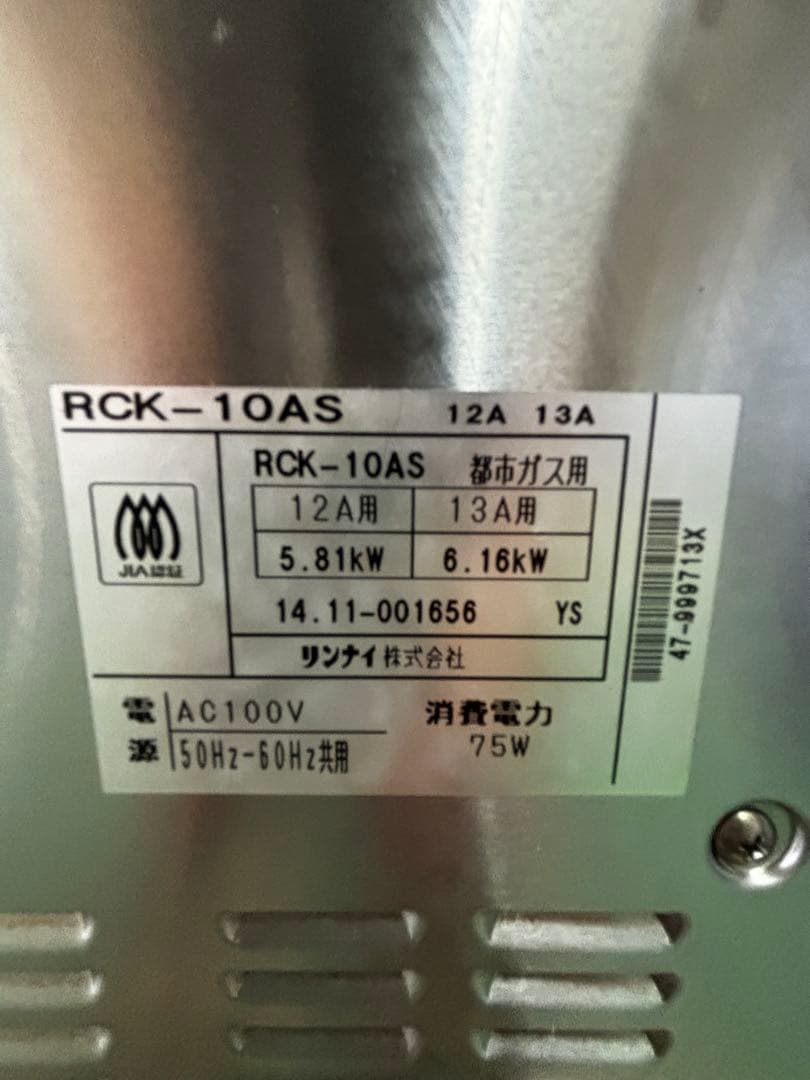 RCK-10AS 12A 13A
RCK-10AS 都市ガス用
12A用 13A用
5.81kW 6.16kW
JIA認証
14.11-001656 YS
リンナイ株式会社
47-999713X
電源 AC100V 消費電力
50Hz-60Hz共用 75W